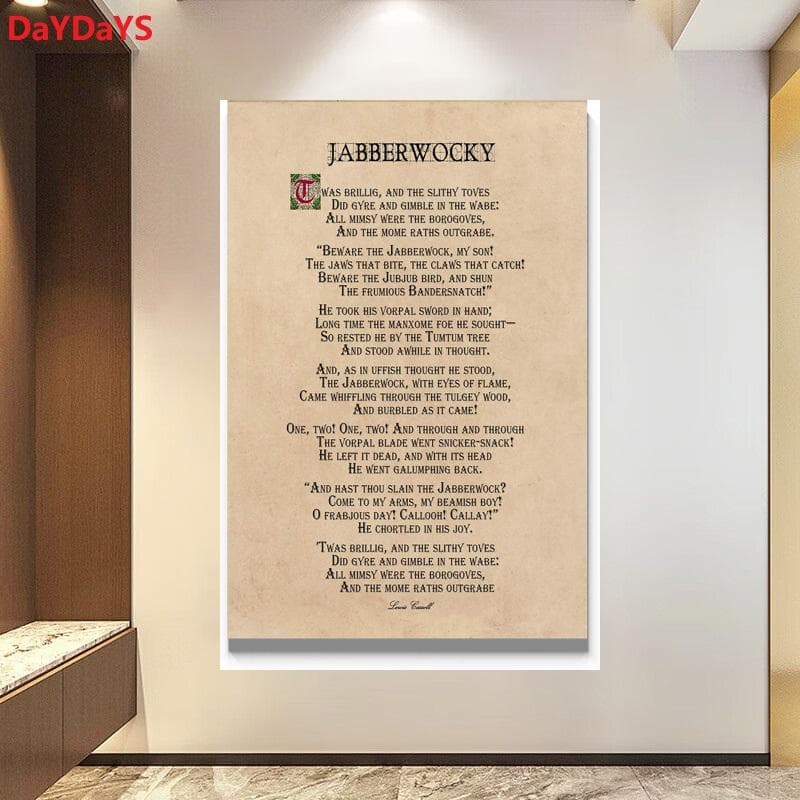 DaYDaYS
JABBERWOCKY
TWAS BRILLIG, AND THE SLITHY TOVES
DID GYRE AND GIMBLE IN THE WABE:
ALL MIMSY WERE THE BOROGOVES,
AND THE MOME RATHS OUTGRABE.
“BEWARE THE JABBERWOCK, MY SON!
THE JAWS THAT BITE, THE CLAWS THAT CATCH!
BEWARE THE JUBJUB BIRD, AND SHUN
THE FRUMIOUS BANDERSNATCH!”
HE TOOK HIS VORPAL SWORD IN HAND;
LONG TIME THE MANXOME FOE HE SOUGHT—
SO RESTED HE BY THE TUMTUM TREE
AND STOOD AWHILE IN THOUGHT.
AND, AS IN UFFISH THOUGHT HE STOOD,
THE JABBERWOCK, WITH EYES OF FLAME,
CAME WHIFFLING THROUGH THE TULGEY WOOD,
AND BURBLED AS IT CAME!
ONE, TWO! ONE, TWO! AND THROUGH AND THROUGH
THE VORPAL BLADE WENT SNICKER-SNACK!
HE LEFT IT DEAD, AND WITH ITS HEAD
HE WENT GALUMPHING BACK.
“AND HAST THOU SLAIN THE JABBERWOCK?
COME TO MY ARMS, MY BEAMISH BOY!
O FRABJOUS DAY! CALLOOH! CALLAY!”
HE CHORTLED IN HIS JOY.
’TWAS BRILLIG, AND THE SLITHY TOVES
DID GYRE AND GIMBLE IN THE WABE:
ALL MIMSY WERE THE BOROGOVES,
AND THE MOME RATHS OUTGRABE
Lewis Carroll